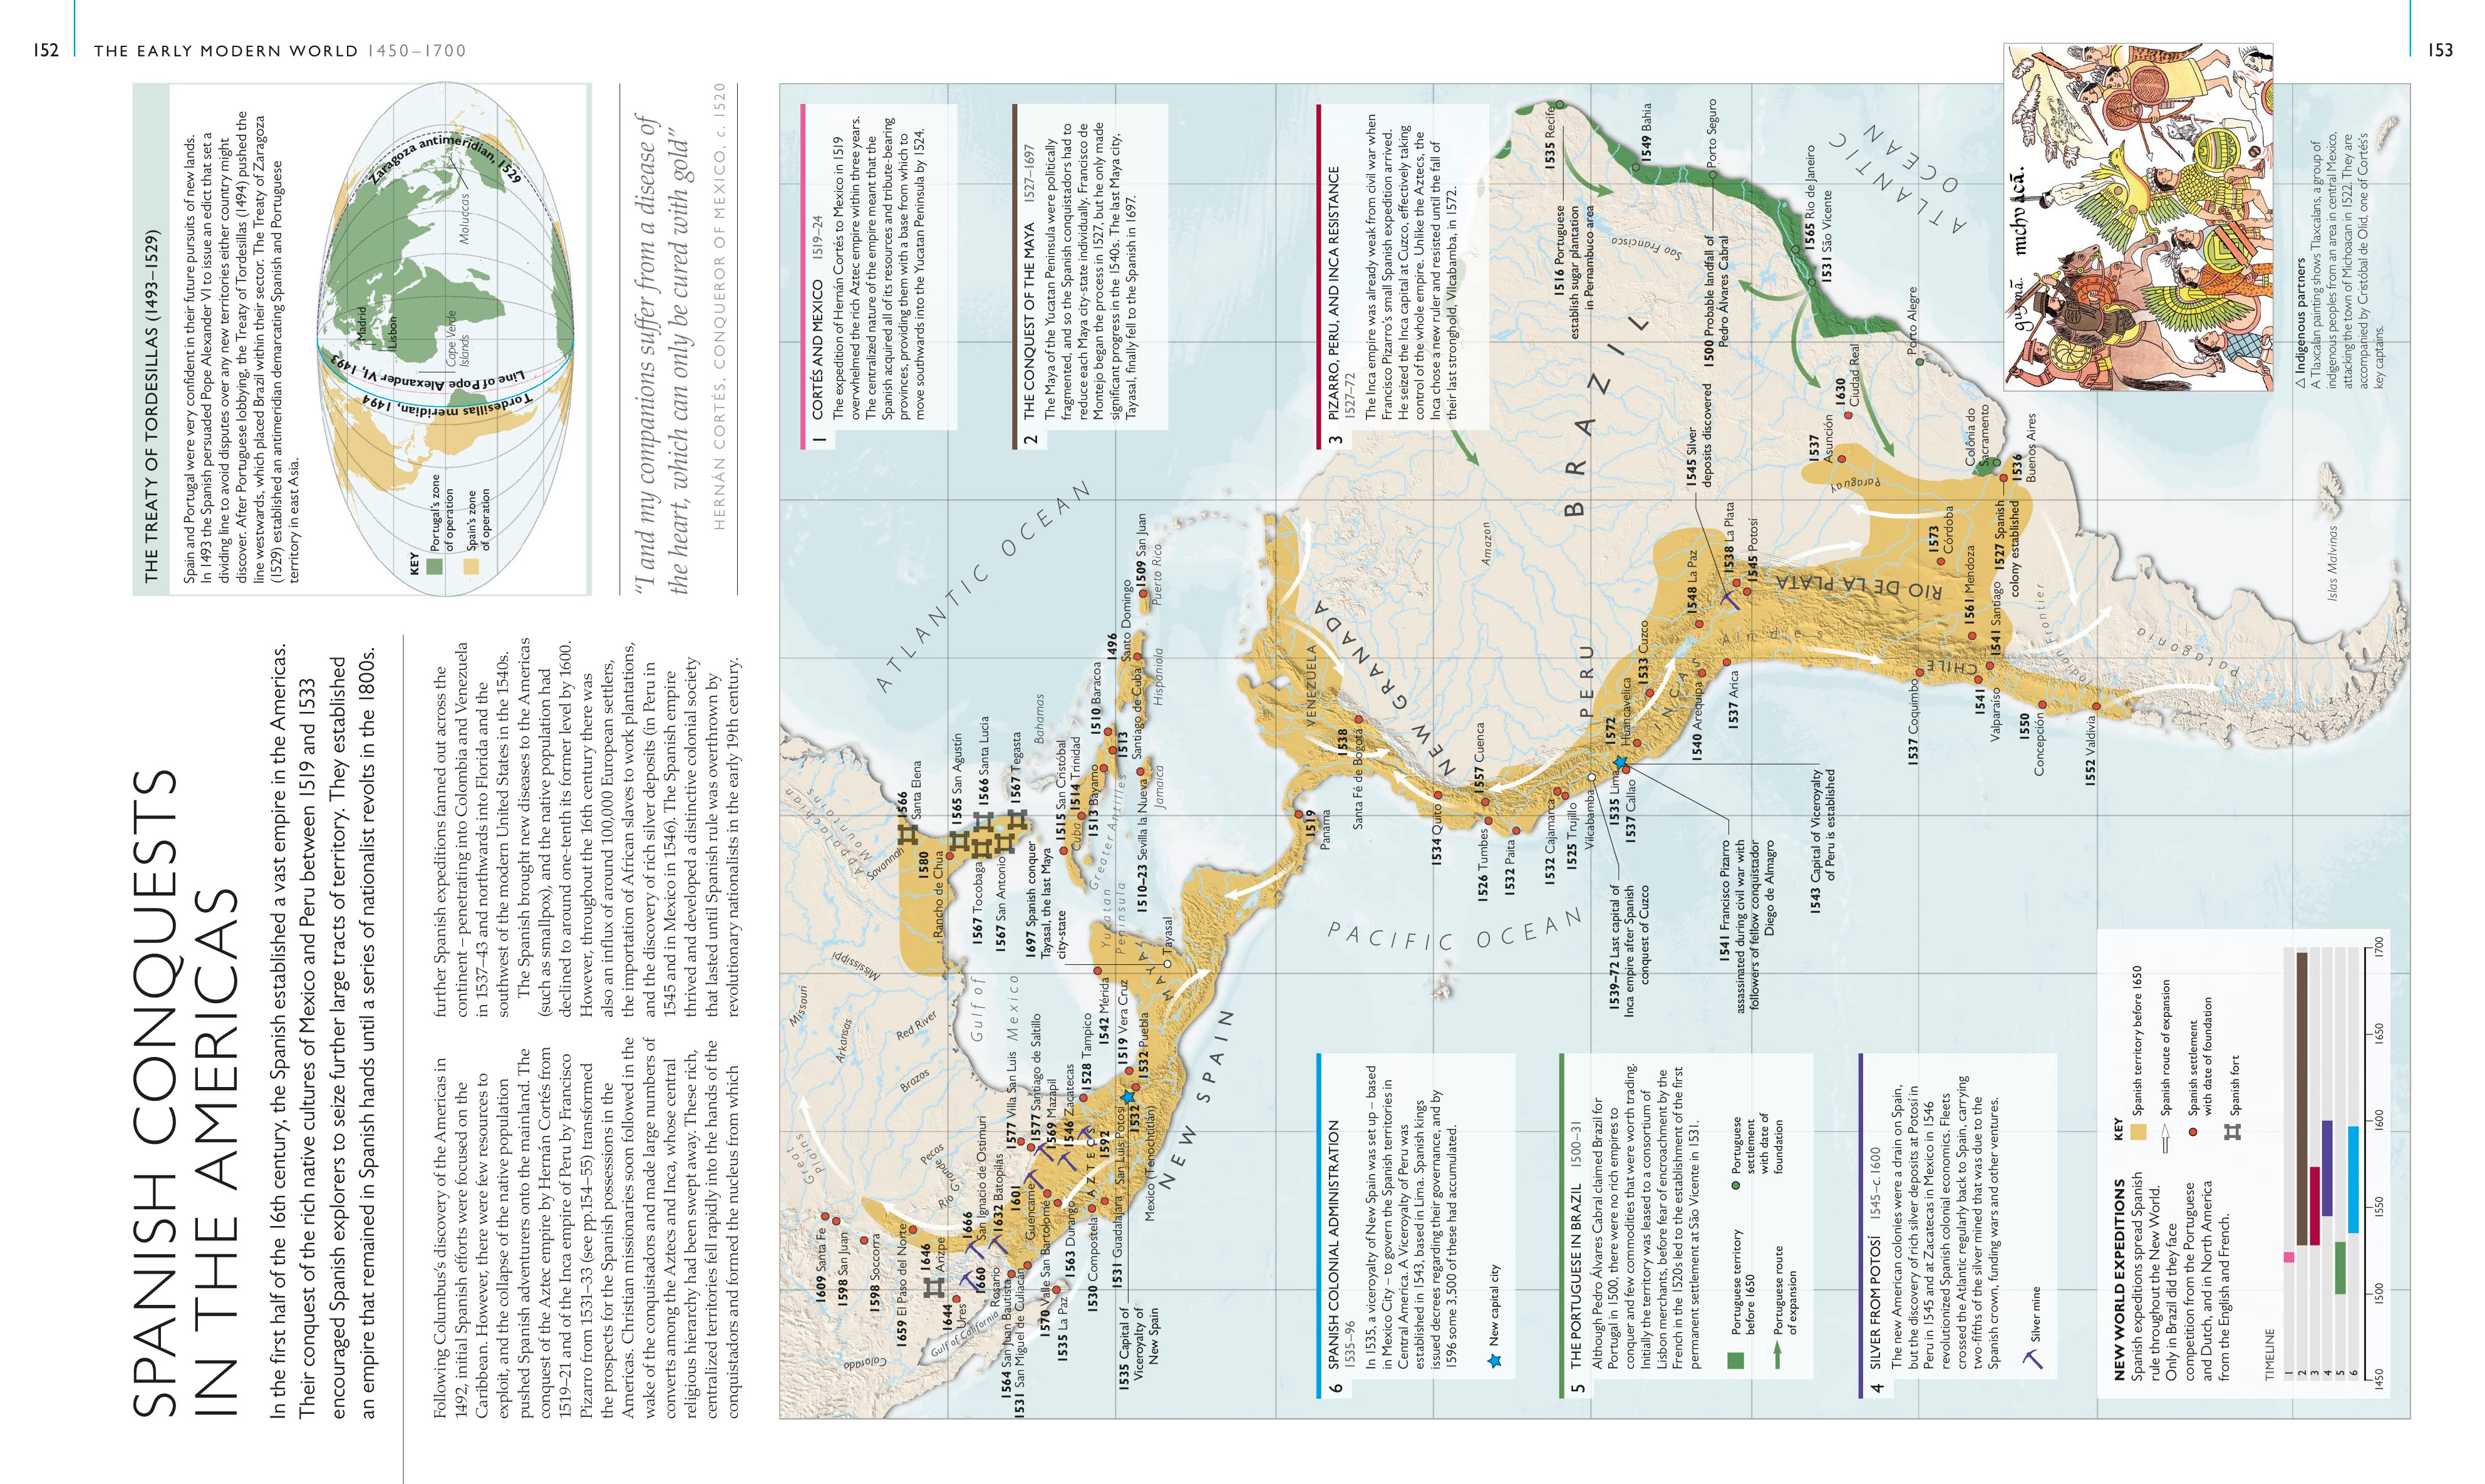 152
THE EARLY MODERN WORLD 1450–1700
153
SPANISH CONQUESTS
IN THE AMERICAS
In the first half of the 16th century, the Spanish established a vast empire in the Americas.
Their conquest of the rich native cultures of Mexico and Peru between 1519 and 1533
encouraged Spanish explorers to seize further large tracts of territory. They established
an empire that remained in Spanish hands until a series of nationalist revolts in the 1800s.
Following Columbus's discovery of the Americas in
1492, initial Spanish efforts were focused on the
Caribbean. However, there were few resources to
exploit, and the collapse of the native population
pushed Spanish adventurers onto the mainland. The
conquest of the Aztec empire by Hernán Cortés from
1519–21 and of the Inca empire of Peru by Francisco
Pizarro from 1531–33 (see pp.154–55) transformed
the prospects for the Spanish possessions in the
Americas. Christian missionaries soon followed in the
wake of the conquistadors and made large numbers of
converts among the Aztecs and Inca, whose central
religious hierarchy had been swept away. These rich,
centralized territories fell rapidly into the hands of the
conquistadors and formed the nucleus from which
further Spanish expeditions fanned out across the
continent – penetrating into Colombia and Venezuela
in 1537–43 and northwards into Florida and the
southwest of the modern United States in the 1540s.
The Spanish brought new diseases to the Americas
(such as smallpox), and the native population had
declined to around one-tenth its former level by 1600.
However, throughout the 16th century there was
also an influx of around 100,000 European settlers,
the importation of African slaves to work plantations,
and the discovery of rich silver deposits (in Peru in
1545 and in Mexico in 1546). The Spanish empire
thrived and developed a distinctive colonial society
that lasted until Spanish rule was overthrown by
revolutionary nationalists in the early 19th century.
THE TREATY OF TORDESILLAS (1493–1529)
Spain and Portugal were very confident in their future pursuits of new lands.
In 1493 the Spanish persuaded Pope Alexander VI to issue an edict that set a
dividing line to avoid disputes over any new territories either country might
discover. After Portuguese lobbying, the Treaty of Tordesillas (1494) pushed the
line westwards, which placed Brazil within their sector. The Treaty of Zaragoza
(1529) established an antimeridian demarcating Spanish and Portuguese
territory in east Asia.
KEY
Portugal's zone
of operation
Spain's zone
of operation
Tordesillas meridian, 1494
Line of Pope Alexander VI, 1493
Zaragoza antimeridian, 1529
Madrid
Lisbon
Cape Verde
Islands
Moluccas
"I and my companions suffer from a disease of
the heart, which can only be cured with gold"
HERNÁN CORTÉS, CONQUEROR OF MEXICO, c. 1520
1 CORTÉS AND MEXICO 1519–24
The expedition of Hernán Cortés to Mexico in 1519
overwhelmed the rich Aztec empire within three years.
The centralized nature of the empire meant that the
Spanish acquired all of its resources and tribute-bearing
provinces, providing them with a base from which to
move southwards into the Yucatan Peninsula by 1524.
2 THE CONQUEST OF THE MAYA 1527–1697
The Maya of the Yucatan Peninsula were politically
fragmented, and so the Spanish conquistadors had to
reduce each Maya city-state individually. Francisco de
Montejo began the process in 1527, but he only made
significant progress in the 1540s. The last Maya city,
Tayasal, finally fell to the Spanish in 1697.
3 PIZARRO, PERU, AND INCA RESISTANCE
1527–72
The Inca empire was already weak from civil war when
Francisco Pizarro's small Spanish expedition arrived.
He seized the Inca capital at Cuzco, effectively taking
control of the whole empire. Unlike the Aztecs, the
Inca chose a new ruler and resisted until the fall of
their last stronghold, Vilcabamba, in 1572.
6 SPANISH COLONIAL ADMINISTRATION
1535–96
In 1535, a viceroyalty of New Spain was set up – based
in Mexico City – to govern the Spanish territories in
Central America. A Viceroyalty of Peru was
established in 1543, based in Lima. Spanish kings
issued decrees regarding their governance, and by
1596 some 3,500 of these had accumulated.
New capital city
5 THE PORTUGUESE IN BRAZIL 1500–31
Although Pedro Álvares Cabral claimed Brazil for
Portugal in 1500, there were no rich empires to
conquer and few commodities that were worth trading.
Initially the territory was leased to a consortium of
Lisbon merchants, before fear of encroachment by the
French in the 1520s led to the establishment of the first
permanent settlement at São Vicente in 1531.
Portuguese territory
before 1650
Portuguese route
of expansion
Portuguese
settlement
with date of
foundation
4 SILVER FROM POTOSÍ 1545–c.1600
The new American colonies were a drain on Spain,
but the discovery of rich silver deposits at Potosí in
Peru in 1545 and at Zacatecas in Mexico in 1546
revolutionized Spanish colonial economics. Fleets
crossed the Atlantic regularly back to Spain, carrying
two-fifths of the silver mined that was due to the
Spanish crown, funding wars and other ventures.
Silver mine
NEW WORLD EXPEDITIONS
Spanish expeditions spread Spanish
rule throughout the New World.
Only in Brazil did they face
competition from the Portuguese
and Dutch, and in North America
from the English and French.
KEY
Spanish territory before 1650
Spanish route of expansion
Spanish settlement
with date of foundation
Spanish fort
TIMELINE
1
2
3
4
5
6
1450
1500
1550
1600
1650
1700
ATLANTIC OCEAN
PACIFIC OCEAN
ATLANTIC
OCEAN
Great
Plains
Missouri
Arkansas
Red River
Mississippi
Brazos
Pecos
Rio Grande
Colorado
Gulf of California
Savannah
Appalachian
Mountains
Gulf of
Mexico
Bahamas
Cuba
Greater Antilles
Jamaica
Hispaniola
Puerto Rico
Yucatan
Peninsula
MAYA
AZTECS
NEW SPAIN
1609 Santa Fe
1598 San Juan
1598 Socorra
1659 El Paso del Norte
1646
Arizpe
1644
Ures
1660
Rosario
1666
San Ignacio de Ostimuri
1632 Batopilas
1601
Guencame
1564 San Juan Bautista
1531 San Miguel de Culiacán
1570 Valle San Bartolomé
1535 La Paz
1563 Durango
1530 Compostela
1531 Guadalajara
1577 Villa San Luis
1577 Santiago de Saltillo
1569 Mazapil
1546 Zacatecas
1592
San Luis Potosí
1528 Tampico
1532
Mexico (Tenochtitlán)
1519 Vera Cruz
1532 Puebla
1542 Mérida
Tayasal
1535 Capital of
Viceroyalty of
New Spain
1697 Spanish conquer
Tayasal, the last Maya
city-state
1566
Santa Elena
1580
Rancho de Chua
1565 San Agustín
1566 Santa Lucia
1567 Tegasta
1567 Tocobaga
1567 San Antonio
1515 San Cristóbal
1514 Trinidad
1513 Bayamo
1510 Baracoa
1513
Santiago de Cuba
1510–23 Sevilla la Nueva
1496
Santo Domingo
1509 San Juan
1519
Panama
VENEZUELA
NEW GRANADA
1538
Santa Fé de Bogotá
1534 Quito
1557 Cuenca
1526 Tumbes
1532 Paita
1532 Cajamarca
1525 Trujillo
Vilcabamba
PERU
INCAS
1535 Lima
1537 Callao
1572
Huancavelica
1533 Cuzco
1540 Arequipa
1537 Arica
1548 La Paz
1538 La Plata
1545 Potosí
1545 Silver
deposits discovered
1539–72 Last capital of
Inca empire after Spanish
conquest of Cuzco
1541 Francisco Pizarro
assassinated during civil war with
followers of fellow conquistador
Diego de Almagro
1543 Capital of Viceroyalty
of Peru is established
Amazon
BRAZIL
Sao Francisco
1535 Recife
1516 Portuguese
establish sugar plantation
in Pernambuco area
1549 Bahia
Porto Seguro
1500 Probable landfall of
Pedro Álvares Cabral
1565 Rio de Janeiro
1531 São Vicente
Porto Alegre
1630
Ciudad Real
1537
Asunción
Paraguay
Colônia do
Sacramento
1536
Buenos Aires
1527 Spanish
colony established
1573
Córdoba
RIO DE LA PLATA
Andes
CHILE
1561 Mendoza
1541 Santiago
1541
Valparaíso
1537 Coquimbo
1550
Concepción
1552 Valdivia
Indian Frontier
Patagonia
Islas Malvinas
michvacã.
△ Indigenous partners
A Tlaxcalan painting shows Tlaxcalans, a group of
indigenous peoples from an area in central Mexico,
attacking the town of Michoacan in 1522. They are
accompanied by Cristóbal de Olid, one of Cortés's
key captains.